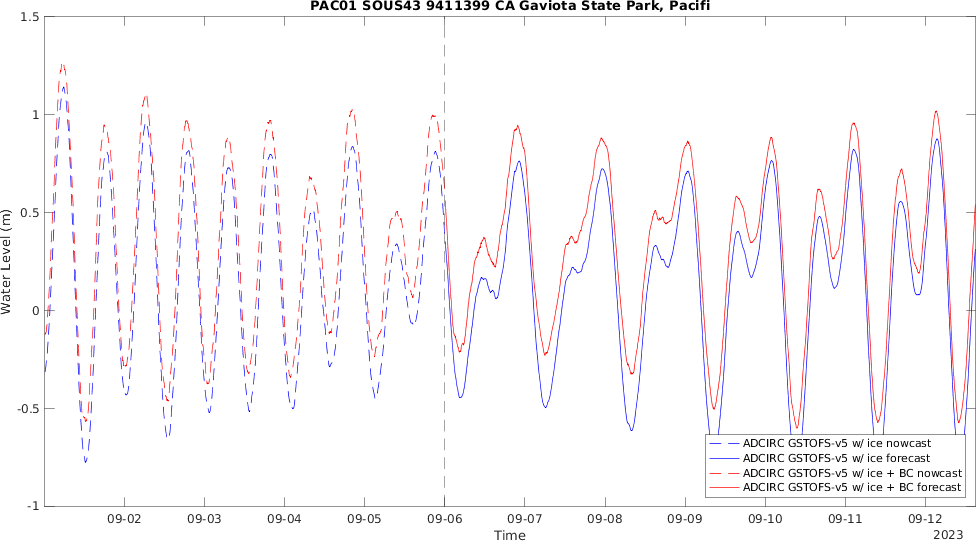 PAC01 SOUS43 9411399 CA Gaviota State Park, Pacifi
1.5
1
0.5
0
-0.5
-1
Water Level (m)
ADCIRC GSTOFS-v5 w/ ice nowcast
ADCIRC GSTOFS-v5 w/ ice forecast
ADCIRC GSTOFS-v5 w/ ice + BC nowcast
ADCIRC GSTOFS-v5 w/ ice + BC forecast
09-02 09-03 09-04 09-05 09-06 09-07 09-08 09-09 09-10 09-11 09-12
Time
2023